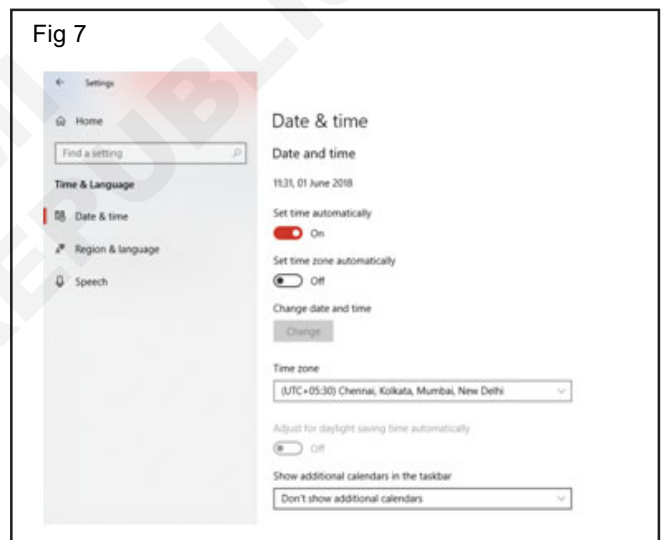 Fig 7
Settings
Home
Find a setting
Time & Language
Date & time
Region & language
Speech
Date & time
Date and time
11:31, 01 June 2018
Set time automatically
On
Set time zone automatically
Off
Change date and time
Change
Time zone
(UTC+05:30) Chennai, Kolkata, Mumbai, New Delhi
Adjust for daylight saving time automatically
Off
Show additional calendars in the taskbar
Don't show additional calendars